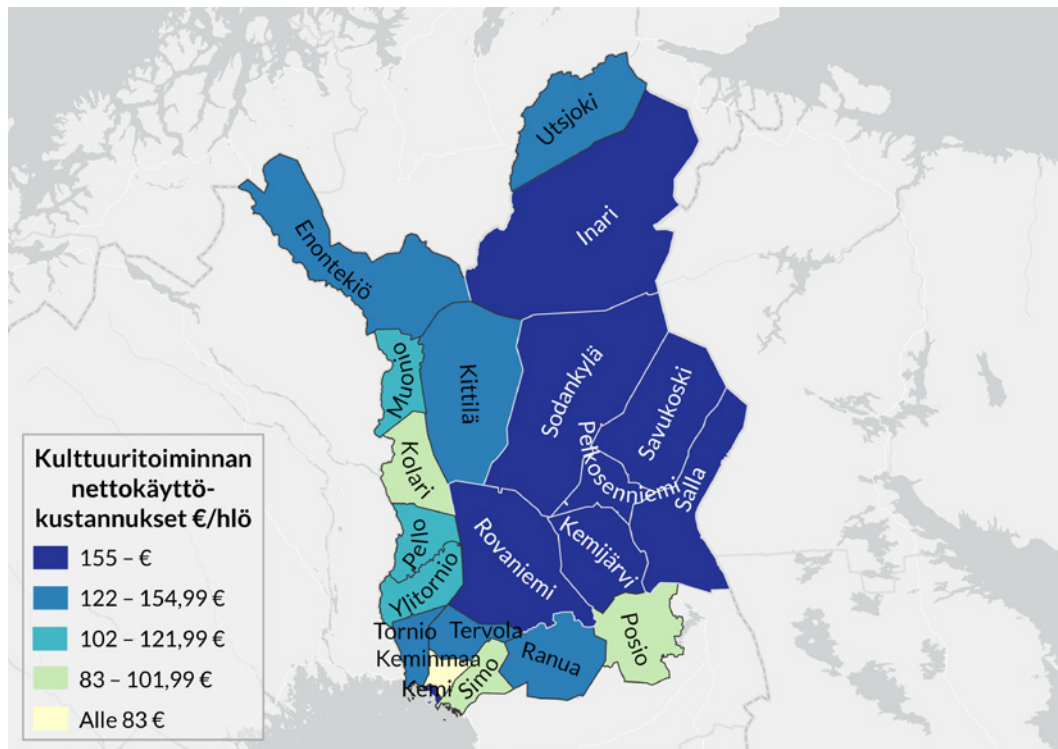 Utsjoki
Inari
Enontekiö
Muonio
Kittilä
Sodankylä
Savukoski
Pelkosenniemi
Salla
Kolari
Pello
Rovaniemi
Kemijärvi
Ylitornio
Tornio
Tervola
Posio
Ranua
Keminmaa
Simo
Kemi
Kulttuuritoiminnan
nettokäyttö-
kustannukset €/hlö
155 – €
122 – 154,99 €
102 – 121,99 €
83 – 101,99 €
Alle 83 €